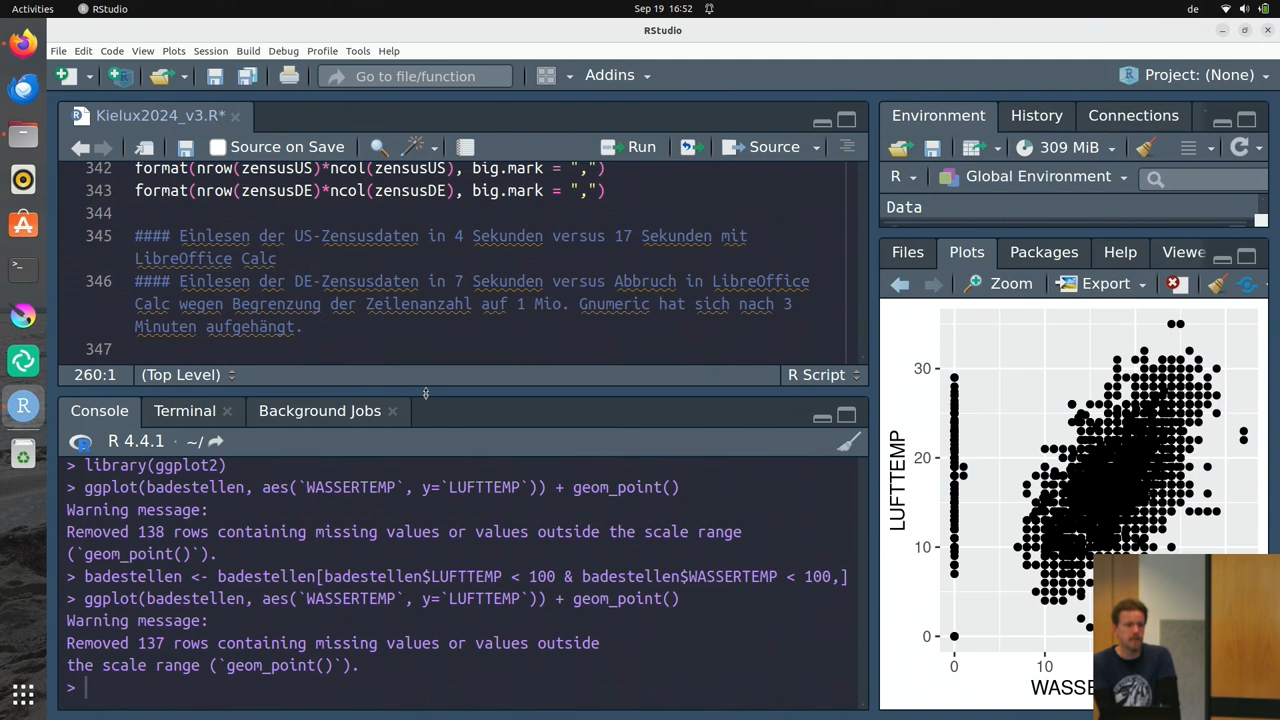 Activities RStudio Sep 19 16:52 de
RStudio
File Edit Code View Plots Session Build Debug Profile Tools Help
Go to file/function Addins Project: (None)
Kielux2024_v3.R*
Source on Save Run Source
342 format(nrow(zensusUS)*ncol(zensusUS), big.mark = ",")
343 format(nrow(zensusDE)*ncol(zensusDE), big.mark = ",")
344
345 #### Einlesen der US-Zensusdaten in 4 Sekunden versus 17 Sekunden mit
LibreOffice Calc
346 #### Einlesen der DE-Zensusdaten in 7 Sekunden versus Abbruch in LibreOffice
Calc wegen Begrenzung der Zeilenanzahl auf 1 Mio. Gnumeric hat sich nach 3
Minuten aufgehängt.
347
260:1 (Top Level) R Script
Console Terminal Background Jobs
R 4.4.1 · ~/
> library(ggplot2)
> ggplot(badestellen, aes(`WASSERTEMP`, y=`LUFTTEMP`)) + geom_point()
Warning message:
Removed 138 rows containing missing values or values outside the scale range
(`geom_point()`).
> badestellen <- badestellen[badestellen$LUFTTEMP < 100 & badestellen$WASSERTEMP < 100,]
> ggplot(badestellen, aes(`WASSERTEMP`, y=`LUFTTEMP`)) + geom_point()
Warning message:
Removed 137 rows containing missing values or values outside
the scale range (`geom_point()`).
>
Environment History Connections
309 MiB
R Global Environment
Data
Files Plots Packages Help Viewe
Zoom Export
30
20
10
0
LUFTTEMP
0 10
WASSE